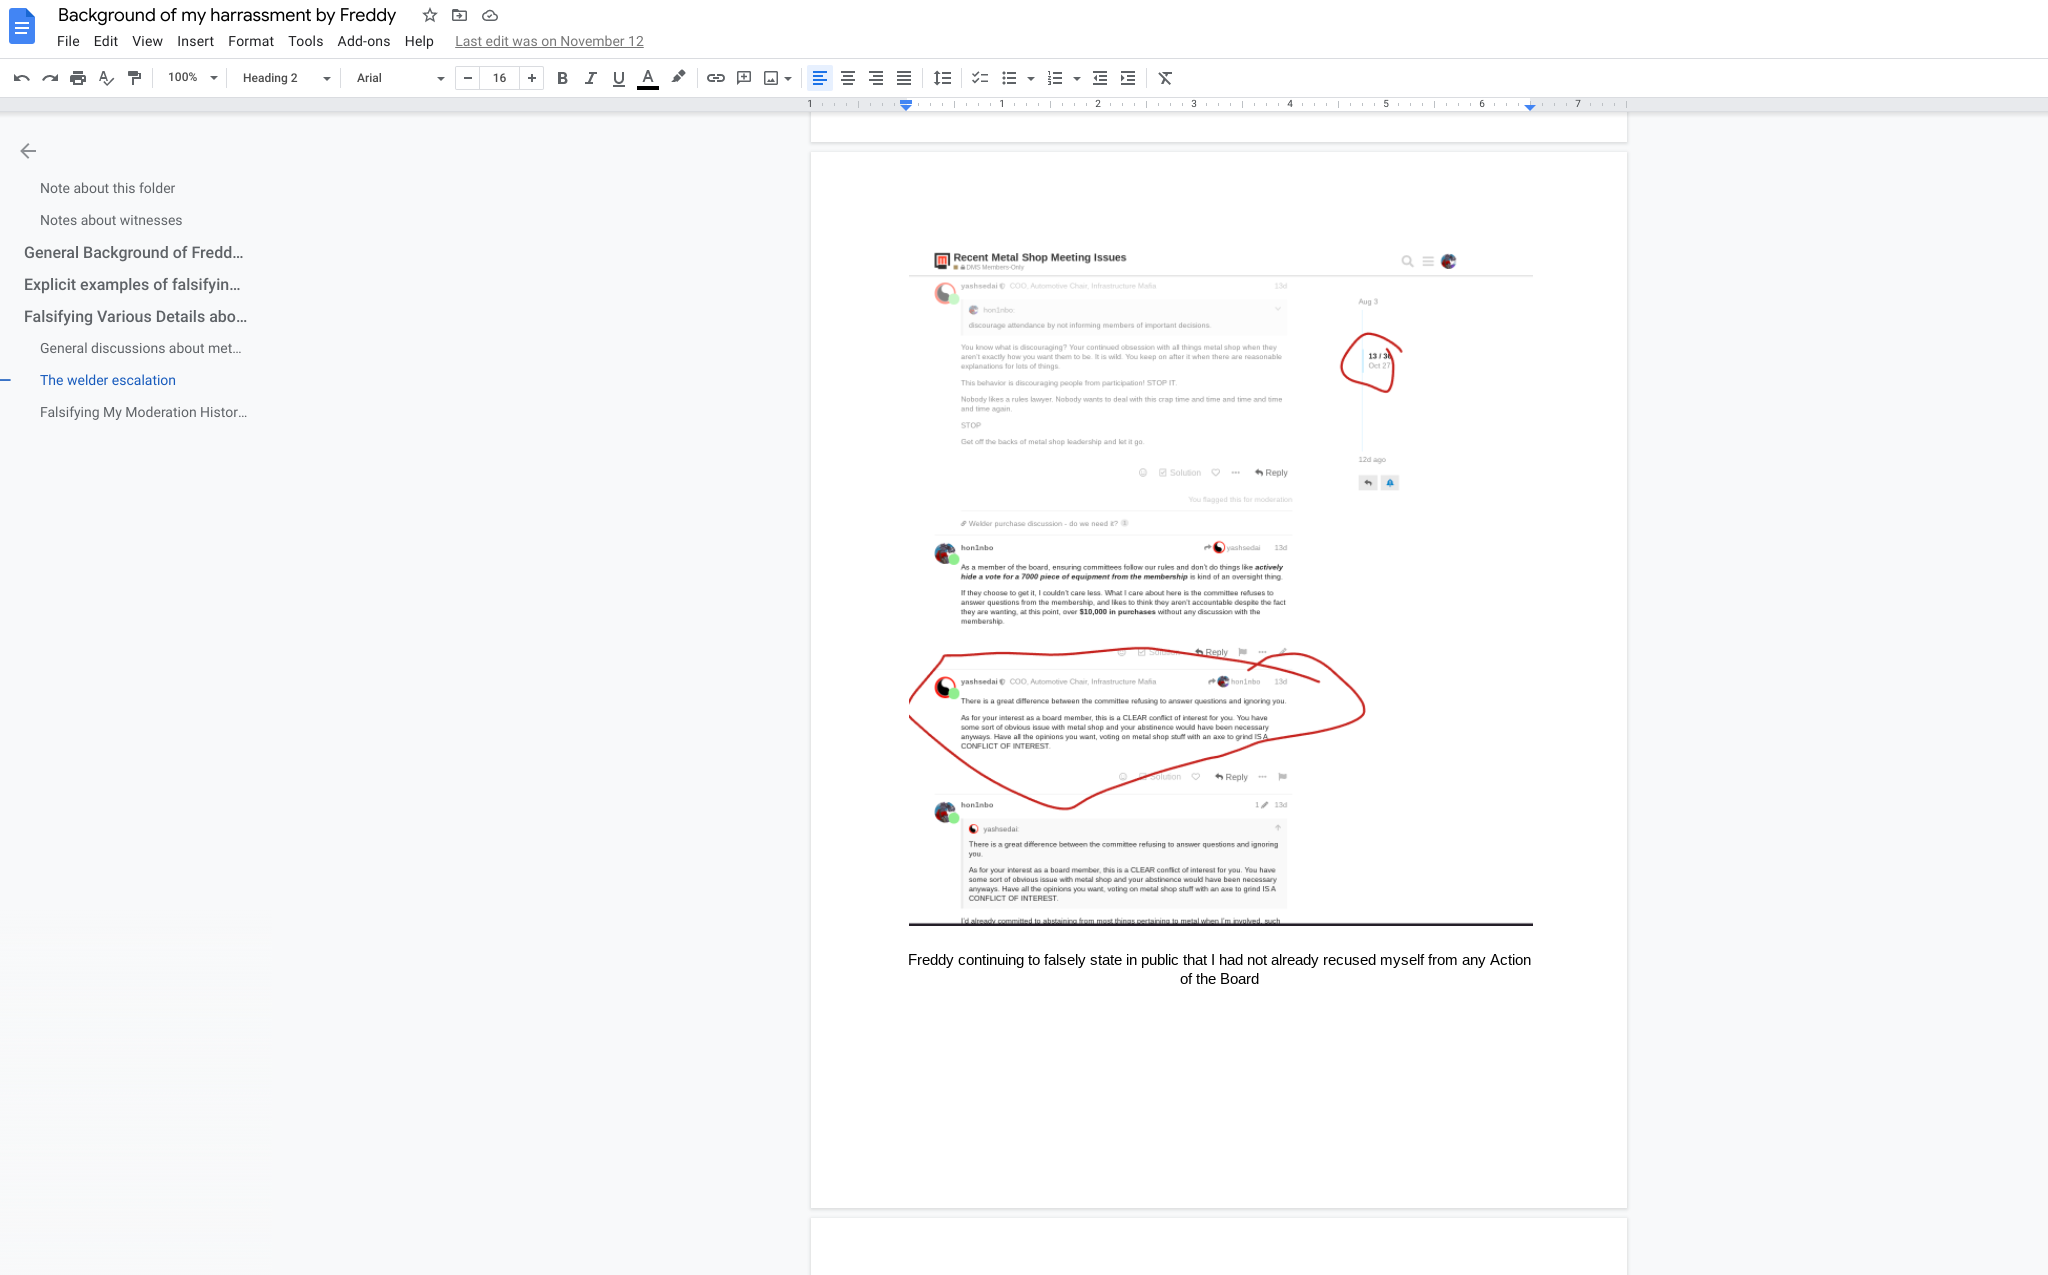 Background of my harrassment by Freddy
File Edit View Insert Format Tools Add-ons Help Last edit was on November 12
100% Heading 2 Arial 16
1 1 2 3 4 5 6 7
Note about this folder
Notes about witnesses
General Background of Fredd…
Explicit examples of falsifyin…
Falsifying Various Details abo…
General discussions about met…
The welder escalation
Falsifying My Moderation Histor…
Recent Metal Shop Meeting Issues
DMS Members-Only
yashsedai COO, Automotive Chair, Infrastructure Mafia 13d
hon1nbo
discourage attendance by not informing members of important decisions.
You know what is discouraging? Your continued obsession with all things metal shop when they
aren't exactly how you want them to be. It is wild. You keep on after it when there are reasonable
explanations for lots of things.
This behavior is discouraging people from participation! STOP IT.
Nobody likes a rules lawyer. Nobody wants to deal with this crap time and time and time and time
and time again.
STOP
Get off the backs of metal shop leadership and let it go.
Solution Reply
You flagged this for moderation
Aug 3
13 / 30
Oct 27
12d ago
Welder purchase discussion - do we need it?
hon1nbo yashsedai 13d
As a member of the board, ensuring committees follow our rules and don't do things like actively
hide a vote for a 7000 piece of equipment from the membership is kind of an oversight thing.
If they choose to get it, I couldn't care less. What I care about here is the committee refuses to
answer questions from the membership, and likes to think they aren't accountable despite the fact
they are wanting, at this point, over $10,000 in purchases without any discussion with the
membership.
Solution Reply
yashsedai COO, Automotive Chair, Infrastructure Mafia hon1nbo 13d
There is a great difference between the committee refusing to answer questions and ignoring you.
As for your interest as a board member, this is a CLEAR conflict of interest for you. You have
some sort of obvious issue with metal shop and your abstinence would have been necessary
anyways. Have all the opinions you want, voting on metal shop stuff with an axe to grind IS A
CONFLICT OF INTEREST.
Solution Reply
hon1nbo 1 13d
yashsedai:
There is a great difference between the committee refusing to answer questions and ignoring
you.
As for your interest as a board member, this is a CLEAR conflict of interest for you. You have
some sort of obvious issue with metal shop and your abstinence would have been necessary
anyways. Have all the opinions you want, voting on metal shop stuff with an axe to grind IS A
CONFLICT OF INTEREST.
I'd already committed to abstaining from most things pertaining to metal when I'm involved, such
Freddy continuing to falsely state in public that I had not already recused myself from any Action
of the Board